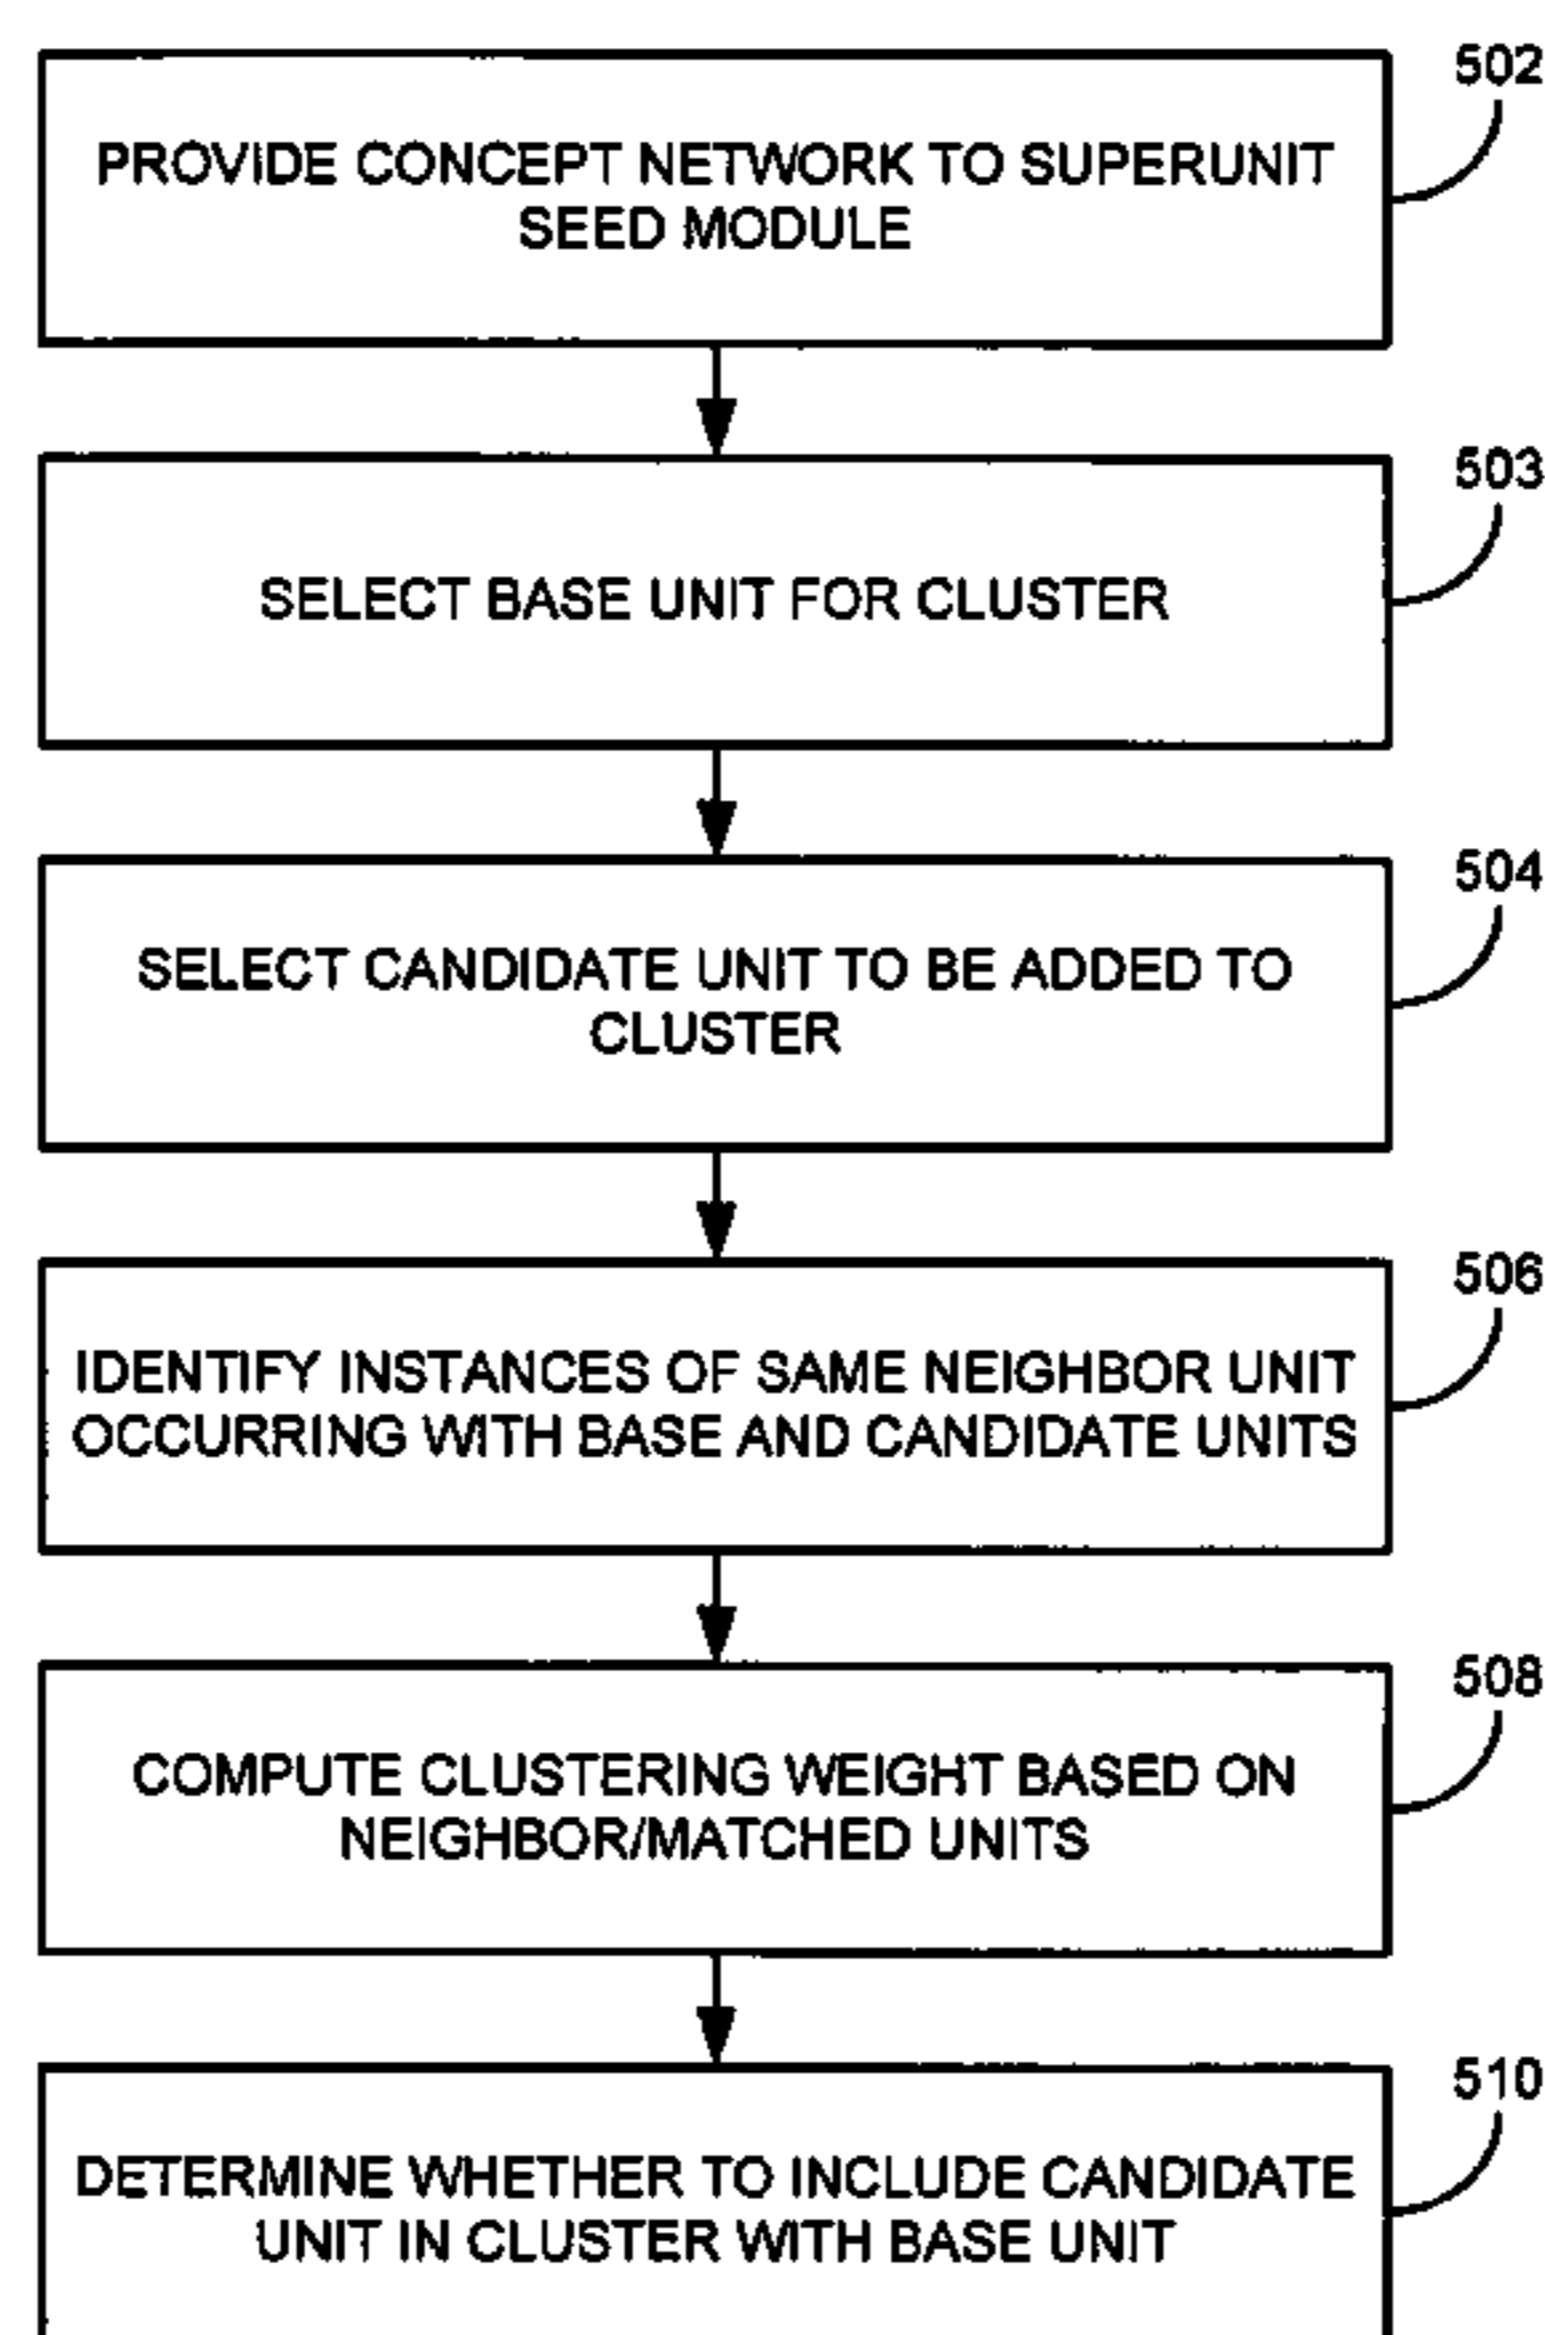 502
PROVIDE CONCEPT NETWORK TO SUPERUNIT
SEED MODULE
503
SELECT BASE UNIT FOR CLUSTER
504
SELECT CANDIDATE UNIT TO BE ADDED TO
CLUSTER
506
IDENTIFY INSTANCES OF SAME NEIGHBOR UNIT
OCCURRING WITH BASE AND CANDIDATE UNITS
508
COMPUTE CLUSTERING WEIGHT BASED ON
NEIGHBOR/MATCHED UNITS
510
DETERMINE WHETHER TO INCLUDE CANDIDATE
UNIT IN CLUSTER WITH BASE UNIT